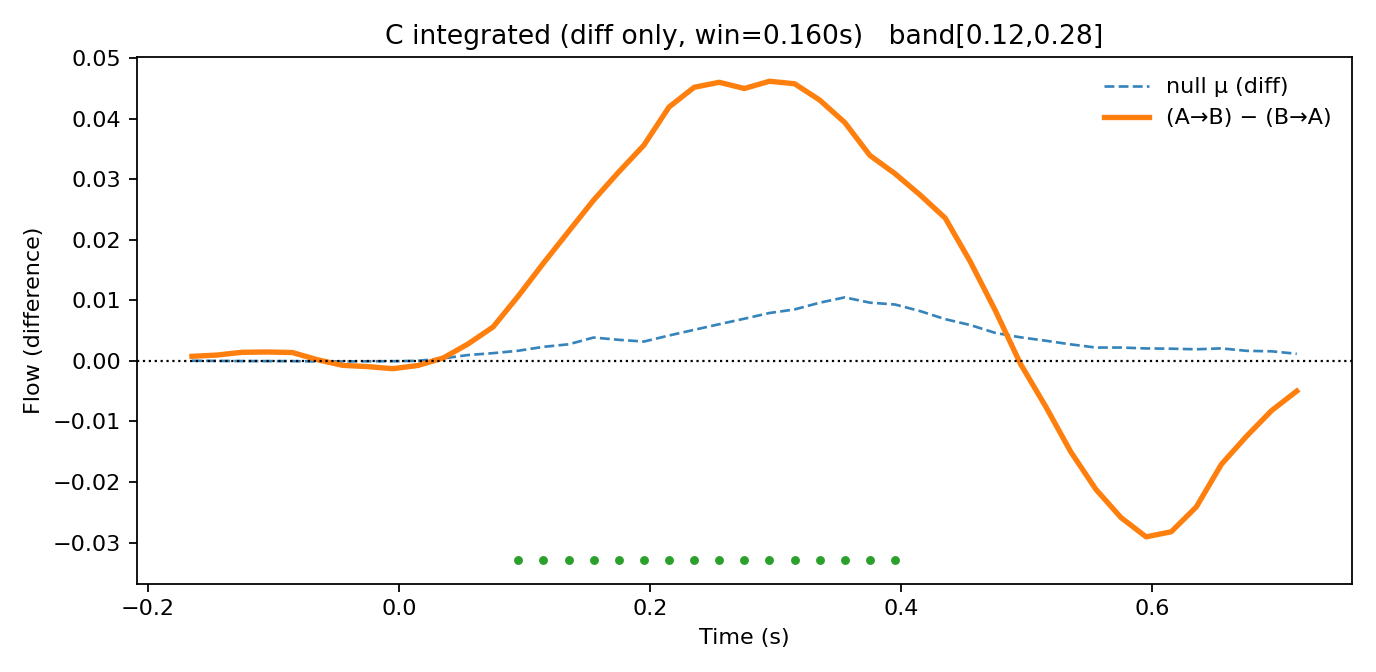 C integrated (diff only, win=0.160s)   band[0.12,0.28]
null μ (diff)
(A→B) − (B→A)
Flow (difference)
0.05
0.04
0.03
0.02
0.01
0.00
−0.01
−0.02
−0.03
−0.2
0.0
0.2
0.4
0.6
Time (s)